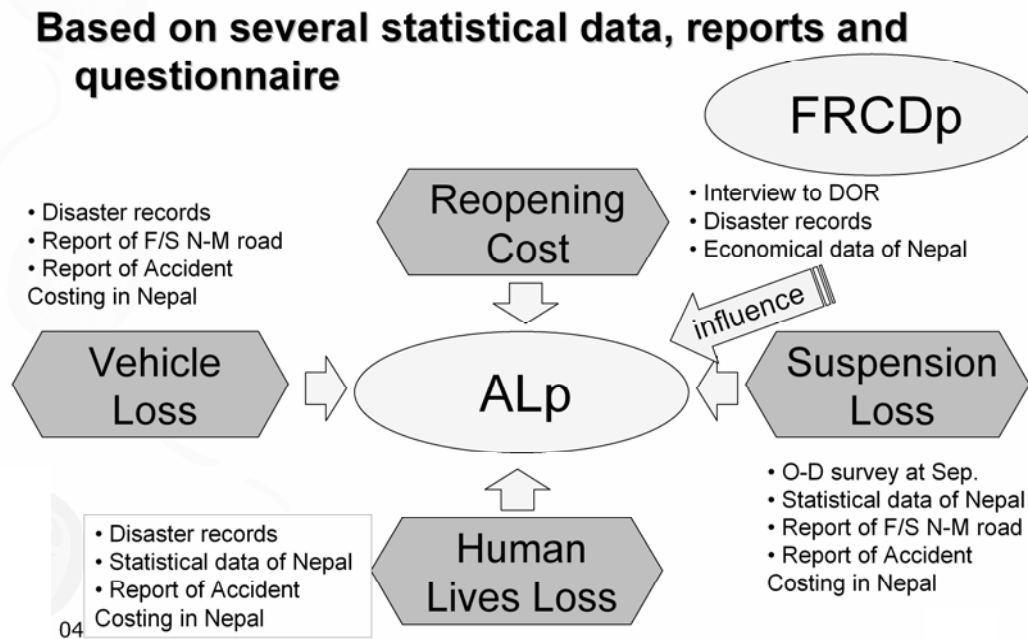 Based on several statistical data, reports and
questionnaire
FRCDp
Reopening
Cost
• Interview to DOR
• Disaster records
• Economical data of Nepal
• Disaster records
• Report of F/S N-M road
• Report of Accident
Costing in Nepal
influence
Vehicle
Loss
ALp
Suspension
Loss
• O-D survey at Sep.
• Statistical data of Nepal
• Report of F/S N-M road
• Report of Accident
Costing in Nepal
• Disaster records
• Statistical data of Nepal
• Report of Accident
Costing in Nepal
Human
Lives Loss
04